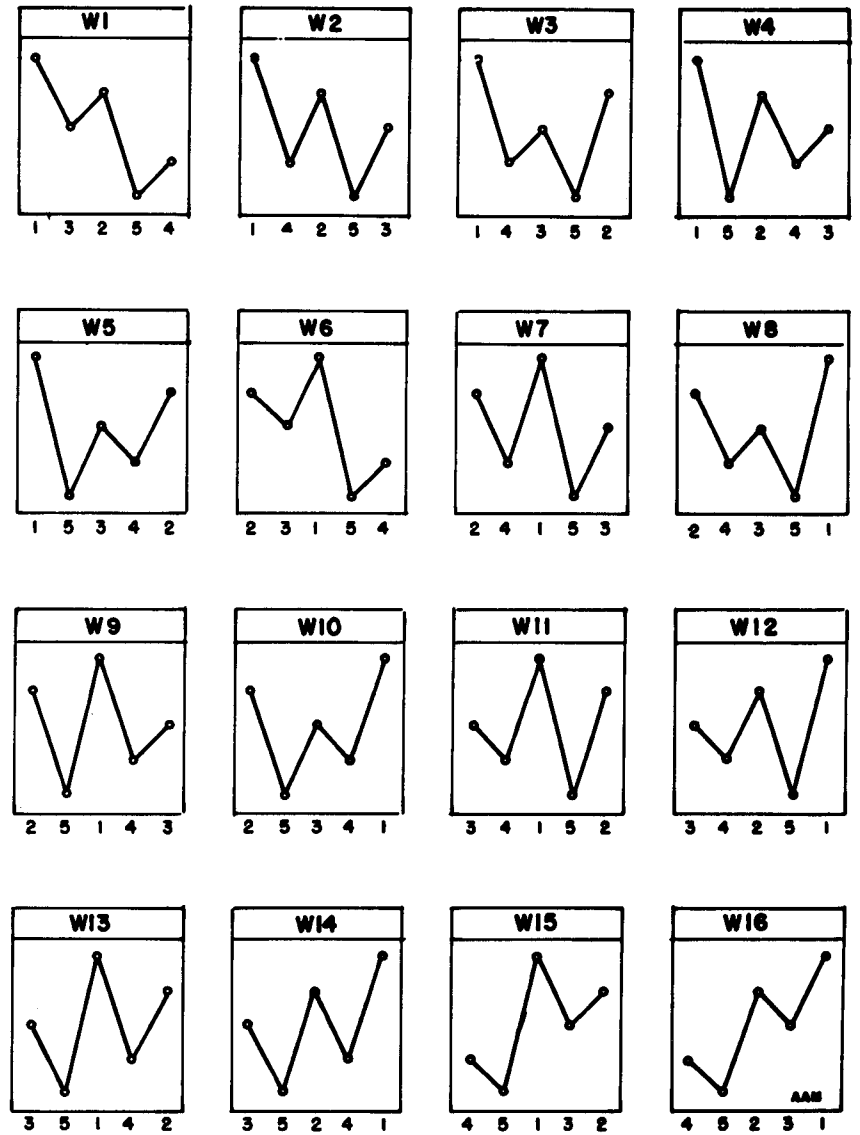 W1 W2 W3 W4
1 3 2 5 4 1 4 2 5 3 1 4 3 5 2 1 5 2 4 3
W5 W6 W7 W8
1 5 3 4 2 2 3 1 5 4 2 4 1 5 3 2 4 3 5 1
W9 W10 W11 W12
2 5 1 4 3 2 5 3 4 1 3 4 1 5 2 3 4 2 5 1
W13 W14 W15 W16
AAM
3 5 1 4 2 3 5 2 4 1 4 5 1 3 2 4 5 2 3 1